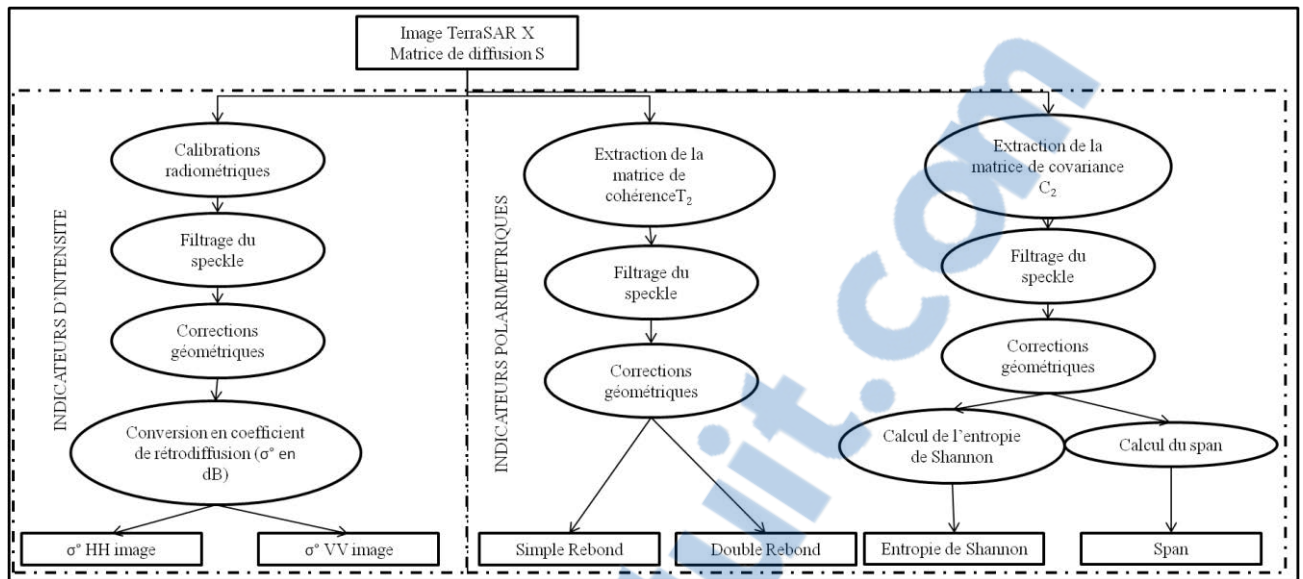 Image TerraSAR X
Matrice de diffusion S
INDICATEURS D'INTENSITE
Calibrations
radiométriques
Filtrage du
speckle
Corrections
géométriques
Conversion en coefficient
de rétrodiffusion (σ° en
dB)
σ° HH image
σ° VV image
INDICATEURS POLARIMETRIQUES
Extraction de la
matrice de
cohérenceT₂
Filtrage du
speckle
Corrections
géométriques
Simple Rebond
Double Rebond
Extraction de la
matrice de covariance
C₂
Filtrage du
speckle
Corrections
géométriques
Calcul de l'entropie
de Shannon
Calcul du span
Entropie de Shannon
Span
uit.com